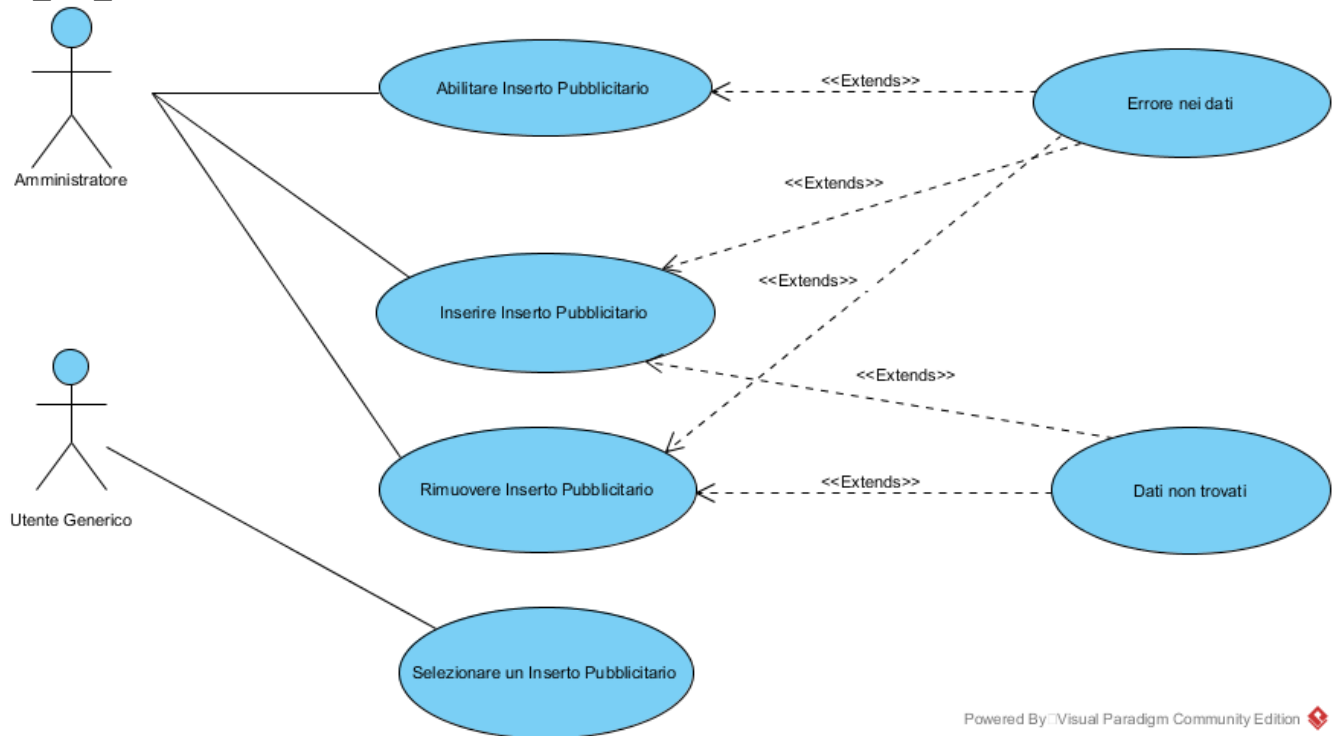 Abilitare Inserto Pubblicitario
<<Extends>>
Errore nei dati
Amministratore
<<Extends>>
<<Extends>>
Inserire Inserto Pubblicitario
<<Extends>>
Rimuovere Inserto Pubblicitario
<<Extends>>
Dati non trovati
Utente Generico
Selezionare un Inserto Pubblicitario
Powered By Visual Paradigm Community Edition